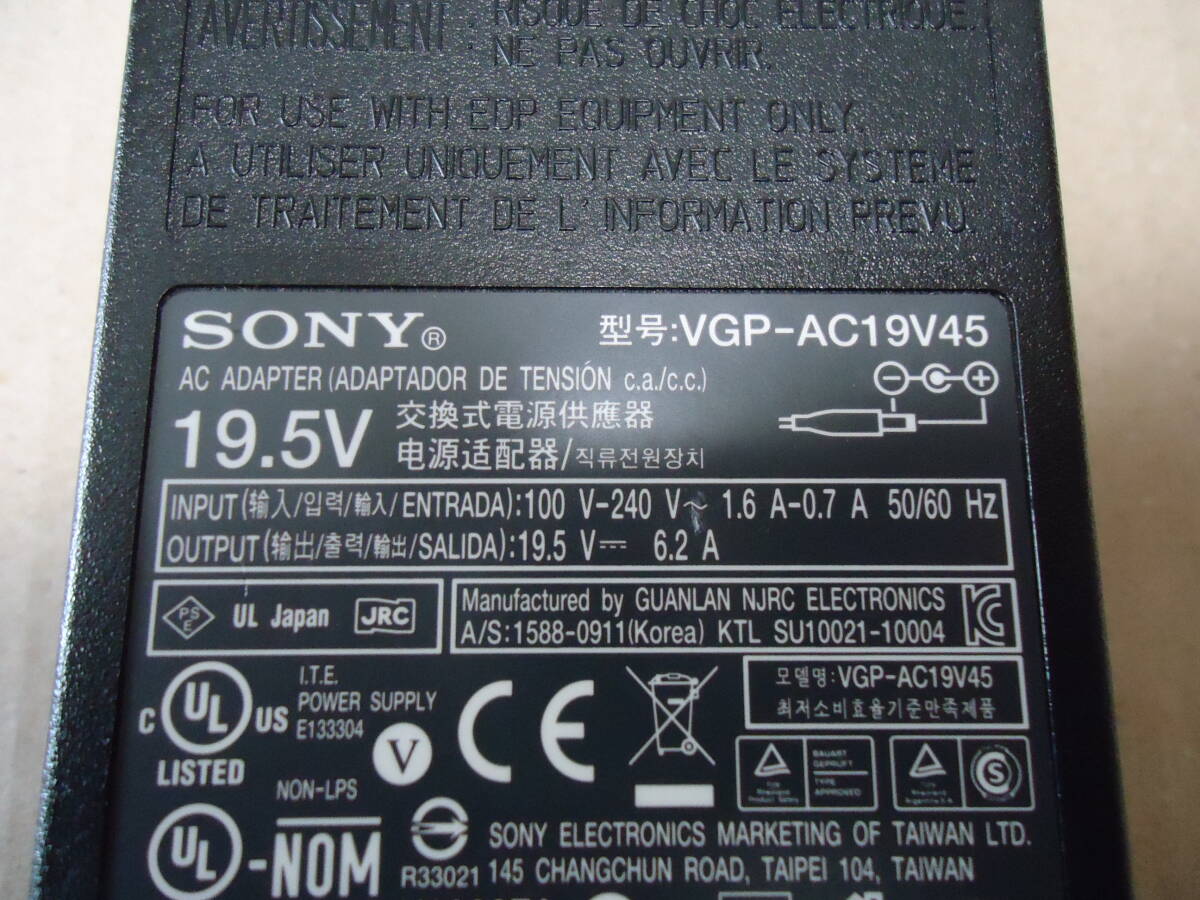 AVERTISSEMENT : RISQUE DE CHOC ELECTRIQUE.
NE PAS OUVRIR.
FOR USE WITH EDP EQUIPMENT ONLY.
A UTILISER UNIQUEMENT AVEC LE SYSTEME
DE TRAITEMENT DE L'INFORMATION PREVU.
SONY® 型号:VGP-AC19V45
AC ADAPTER (ADAPTADOR DE TENSIÓN c.a./c.c.)
19.5V 交換式電源供應器
电源适配器/직류전원장치
INPUT (输入/입력/輸入/ENTRADA):100 V-240 V~ 1.6 A-0.7 A 50/60 Hz
OUTPUT (输出/출력/輸出/SALIDA):19.5 V⎓ 6.2 A
PSE UL Japan JRC
Manufactured by GUANLAN NJRC ELECTRONICS
A/S:1588-0911(Korea) KTL SU10021-10004
C UL US LISTED
I.T.E.
POWER SUPPLY
E133304
V
CE
모델명:VGP-AC19V45
최저소비효율기준만족제품
NON-LPS
BAUART
GEPRUFT
TYPE
APPROVED
S
UL
-NOM
R33021
SONY ELECTRONICS MARKETING OF TAIWAN LTD.
145 CHANGCHUN ROAD, TAIPEI 104, TAIWAN